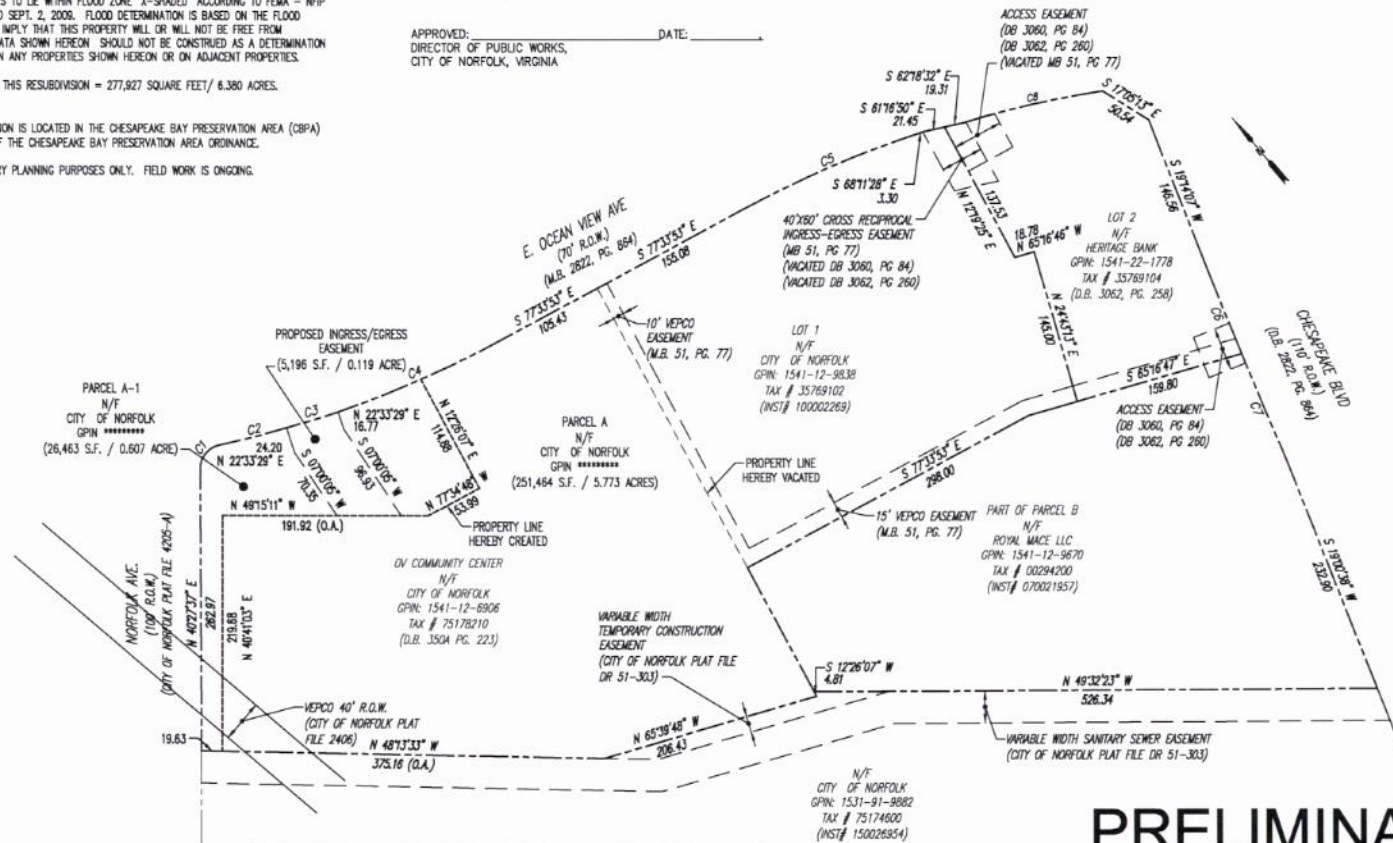 S TO LIE WITHIN FLOOD ZONE "X-SHADED" ACCORDING TO FEMA - NFIP
D SEPT. 2, 2009. FLOOD DETERMINATION IS BASED ON THE FLOOD
IMPLY THAT THIS PROPERTY WILL OR WILL NOT BE FREE FROM
ATA SHOWN HEREON SHOULD NOT BE CONSTRUED AS A DETERMINATION
N ANY PROPERTIES SHOWN HEREON OR ON ADJACENT PROPERTIES.
THIS RESUBDIVISION = 277,927 SQUARE FEET/ 6.380 ACRES.
ION IS LOCATED IN THE CHESAPEAKE BAY PRESERVATION AREA (CBPA)
F THE CHESAPEAKE BAY PRESERVATION AREA ORDINANCE.
RY PLANNING PURPOSES ONLY. FIELD WORK IS ONGOING.
APPROVED: DATE: .
DIRECTOR OF PUBLIC WORKS,
CITY OF NORFOLK, VIRGINIA
ACCESS EASEMENT
(DB 3060, PG 84)
(DB 3062, PG 260)
(VACATED MB 51, PG 77)
S 62°18'32" E
19.31
S 61°16'50" E
21.45
C8
S 17°05'13" E
50.54
C5
S 68°11'28" E
3.30
S 19°14'07" W
146.56
E. OCEAN VIEW AVE
(70' R.O.W.)
(M.B. 2822, PG. 864)
S 77°33'53" E
155.08
40'X60' CROSS RECIPROCAL
INGRESS-EGRESS EASEMENT
(MB 51, PG 77)
(VACATED DB 3060, PG 84)
(VACATED DB 3062, PG 260)
137.53
N 12°19'25" E
18.78
N 65°16'46" W
LOT 2
N/F
HERITAGE BANK
GPIN: 1541-22-1778
TAX # 35769104
(D.B. 3062, PG. 258)
N 24°43'13" E
145.00
S 77°33'53" E
105.43
10' VEPCO
EASEMENT
(M.B. 51, PG. 77)
LOT 1
N/F
CITY OF NORFOLK
GPIN: 1541-12-9838
TAX # 35769102
(INST# 100002269)
C6
CHESAPEAKE BLVD
(110' R.O.W.)
(D.B. 2822, PG. 864)
S 65°16'47" E
159.80
ACCESS EASEMENT
(DB 3060, PG 84)
(DB 3062, PG 260)
C7
PROPOSED INGRESS/EGRESS
EASEMENT
(5,196 S.F. / 0.119 ACRE)
C4
PARCEL A-1
N/F
CITY OF NORFOLK
GPIN *********
(26,463 S.F. / 0.607 ACRE)
C1
C2
C3
24.20
N 22°33'29" E
N 22°33'29" E
16.77
S 07°00'05" W
70.35
S 07°00'05" W
96.93
N 12°26'07" E
114.88
N 77°34'48" W
153.99
N 49°15'11" W
191.92 (O.A.)
PARCEL A
N/F
CITY OF NORFOLK
GPIN *********
(251,464 S.F. / 5.773 ACRES)
PROPERTY LINE
HEREBY VACATED
S 77°33'53" E
298.00
15' VEPCO EASEMENT
(M.B. 51, PG. 77)
PART OF PARCEL B
N/F
ROYAL MACE LLC
GPIN: 1541-12-9670
TAX # 00294200
(INST# 070021957)
S 19°00'38" W
232.90
PROPERTY LINE
HEREBY CREATED
OV COMMUNITY CENTER
N/F
CITY OF NORFOLK
GPIN: 1541-12-6906
TAX # 75178210
(D.B. 350A PG. 223)
NORFOLK AVE.
(100' R.O.W.)
(CITY OF NORFOLK PLAT FILE 4205-A)
N 40°27'37" E
262.97
219.68
N 40°41'03" E
VARIABLE WIDTH
TEMPORARY CONSTRUCTION
EASEMENT
(CITY OF NORFOLK PLAT FILE
DR 51-303)
S 12°26'07" W
4.81
N 49°32'23" W
526.34
VEPCO 40' R.O.W.
(CITY OF NORFOLK PLAT
FILE 2406)
19.63
N 48°13'33" W
375.16 (O.A.)
N 65°39'48" W
206.43
VARIABLE WIDTH SANITARY SEWER EASEMENT
(CITY OF NORFOLK PLAT FILE DR 51-303)
N/F
CITY OF NORFOLK
GPIN: 1531-91-9882
TAX # 75174600
(INST# 150026954)
PRELIMINA